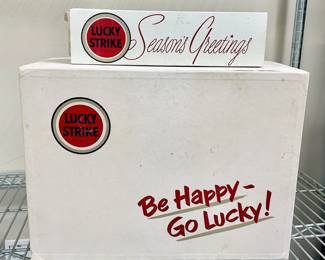 LUCKY
STRIKE
Season's Greetings
LUCKY
STRIKE
Be Happy-
Go Lucky!